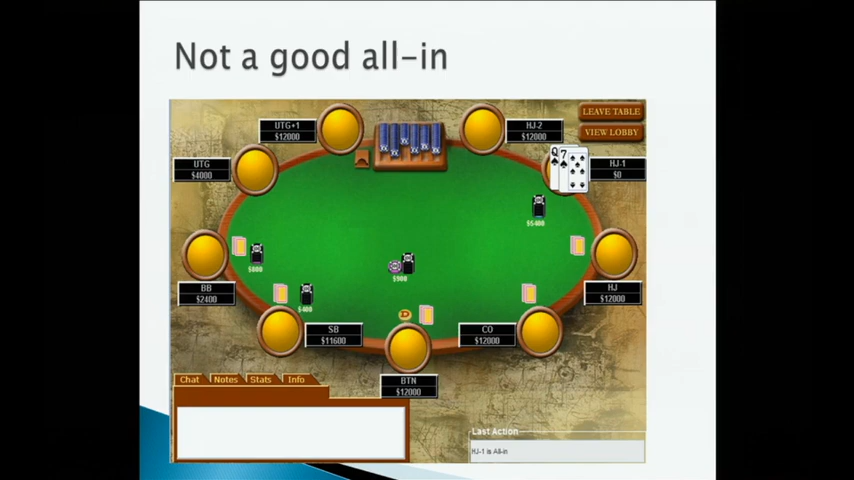 Not a good all-in
UTG+1
$12000
HJ-2
$12000
LEAVE TABLE
VIEW LOBBY
UTG
$4000
Q 7
HJ-1
$0
$5400
$800
$900
BB
$2400
HJ
$12000
$400
D
SB
$11600
CO
$12000
BTN
$12000
Chat Notes Stats Info
Last Action
HJ-1 is All-in